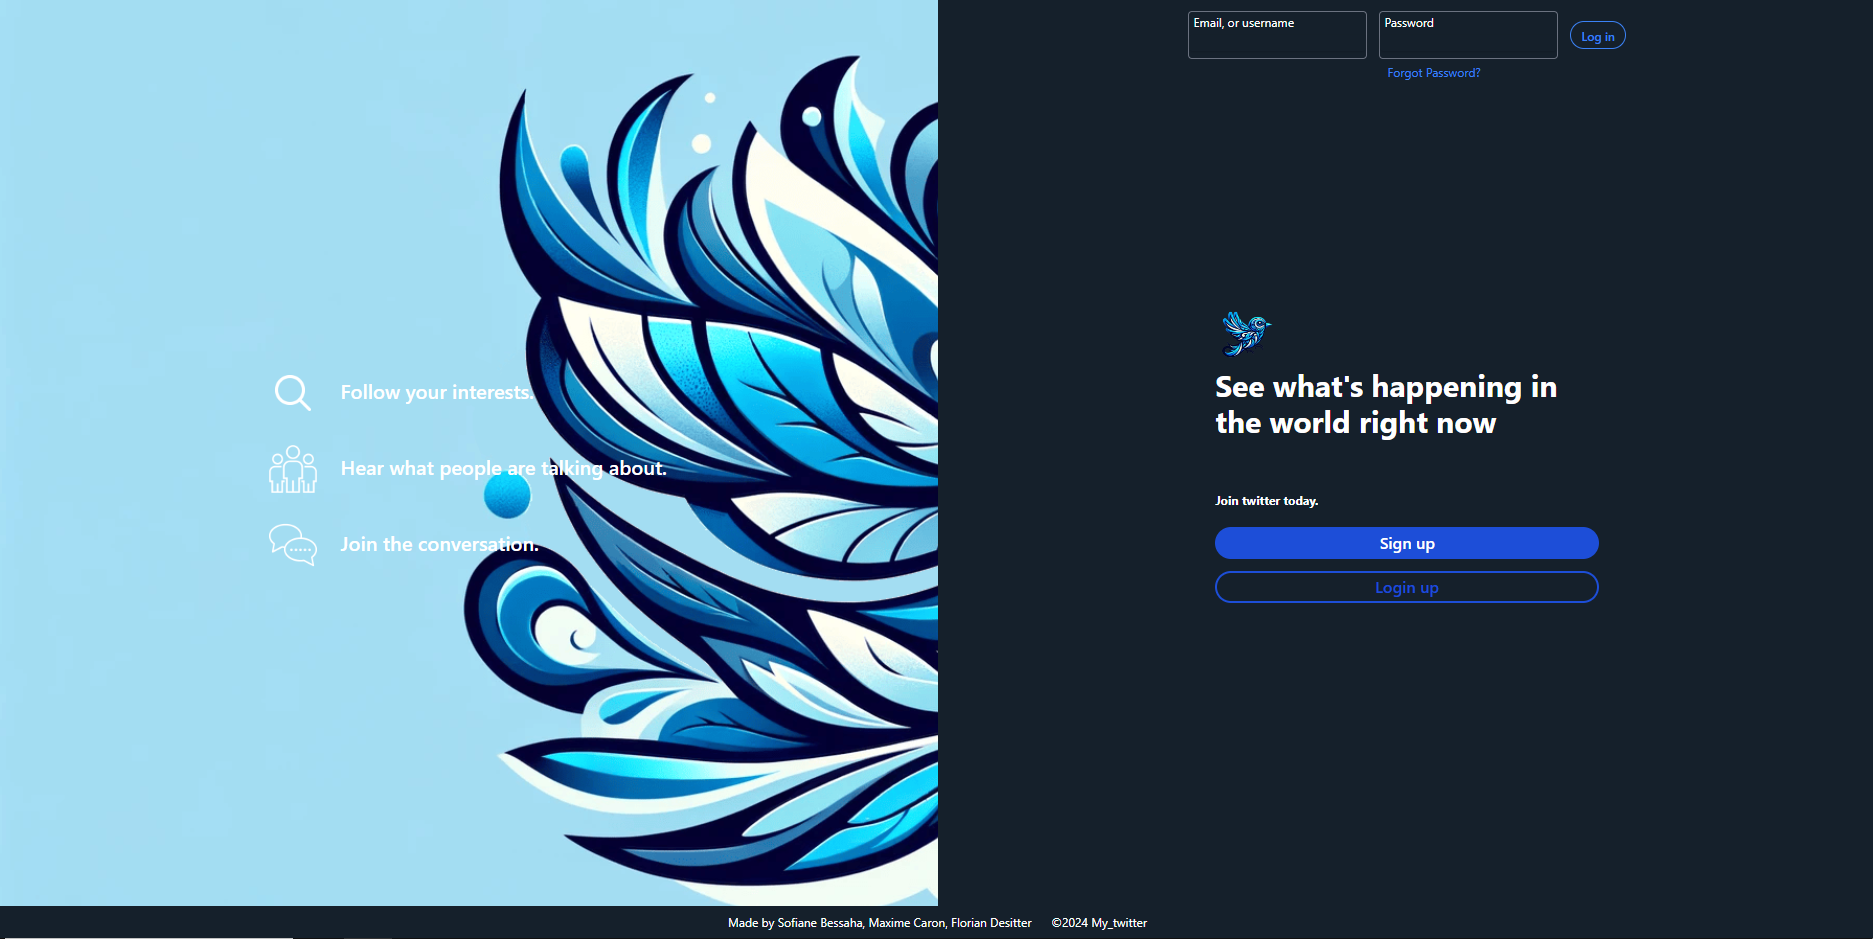 Email, or username
Password
Log in
Forgot Password?
Follow your interests.
Hear what people are talking about.
Join the conversation.
See what's happening in
the world right now
Join twitter today.
Sign up
Login up
Made by Sofiane Bessaha, Maxime Caron, Florian Desitter ©2024 My_twitter